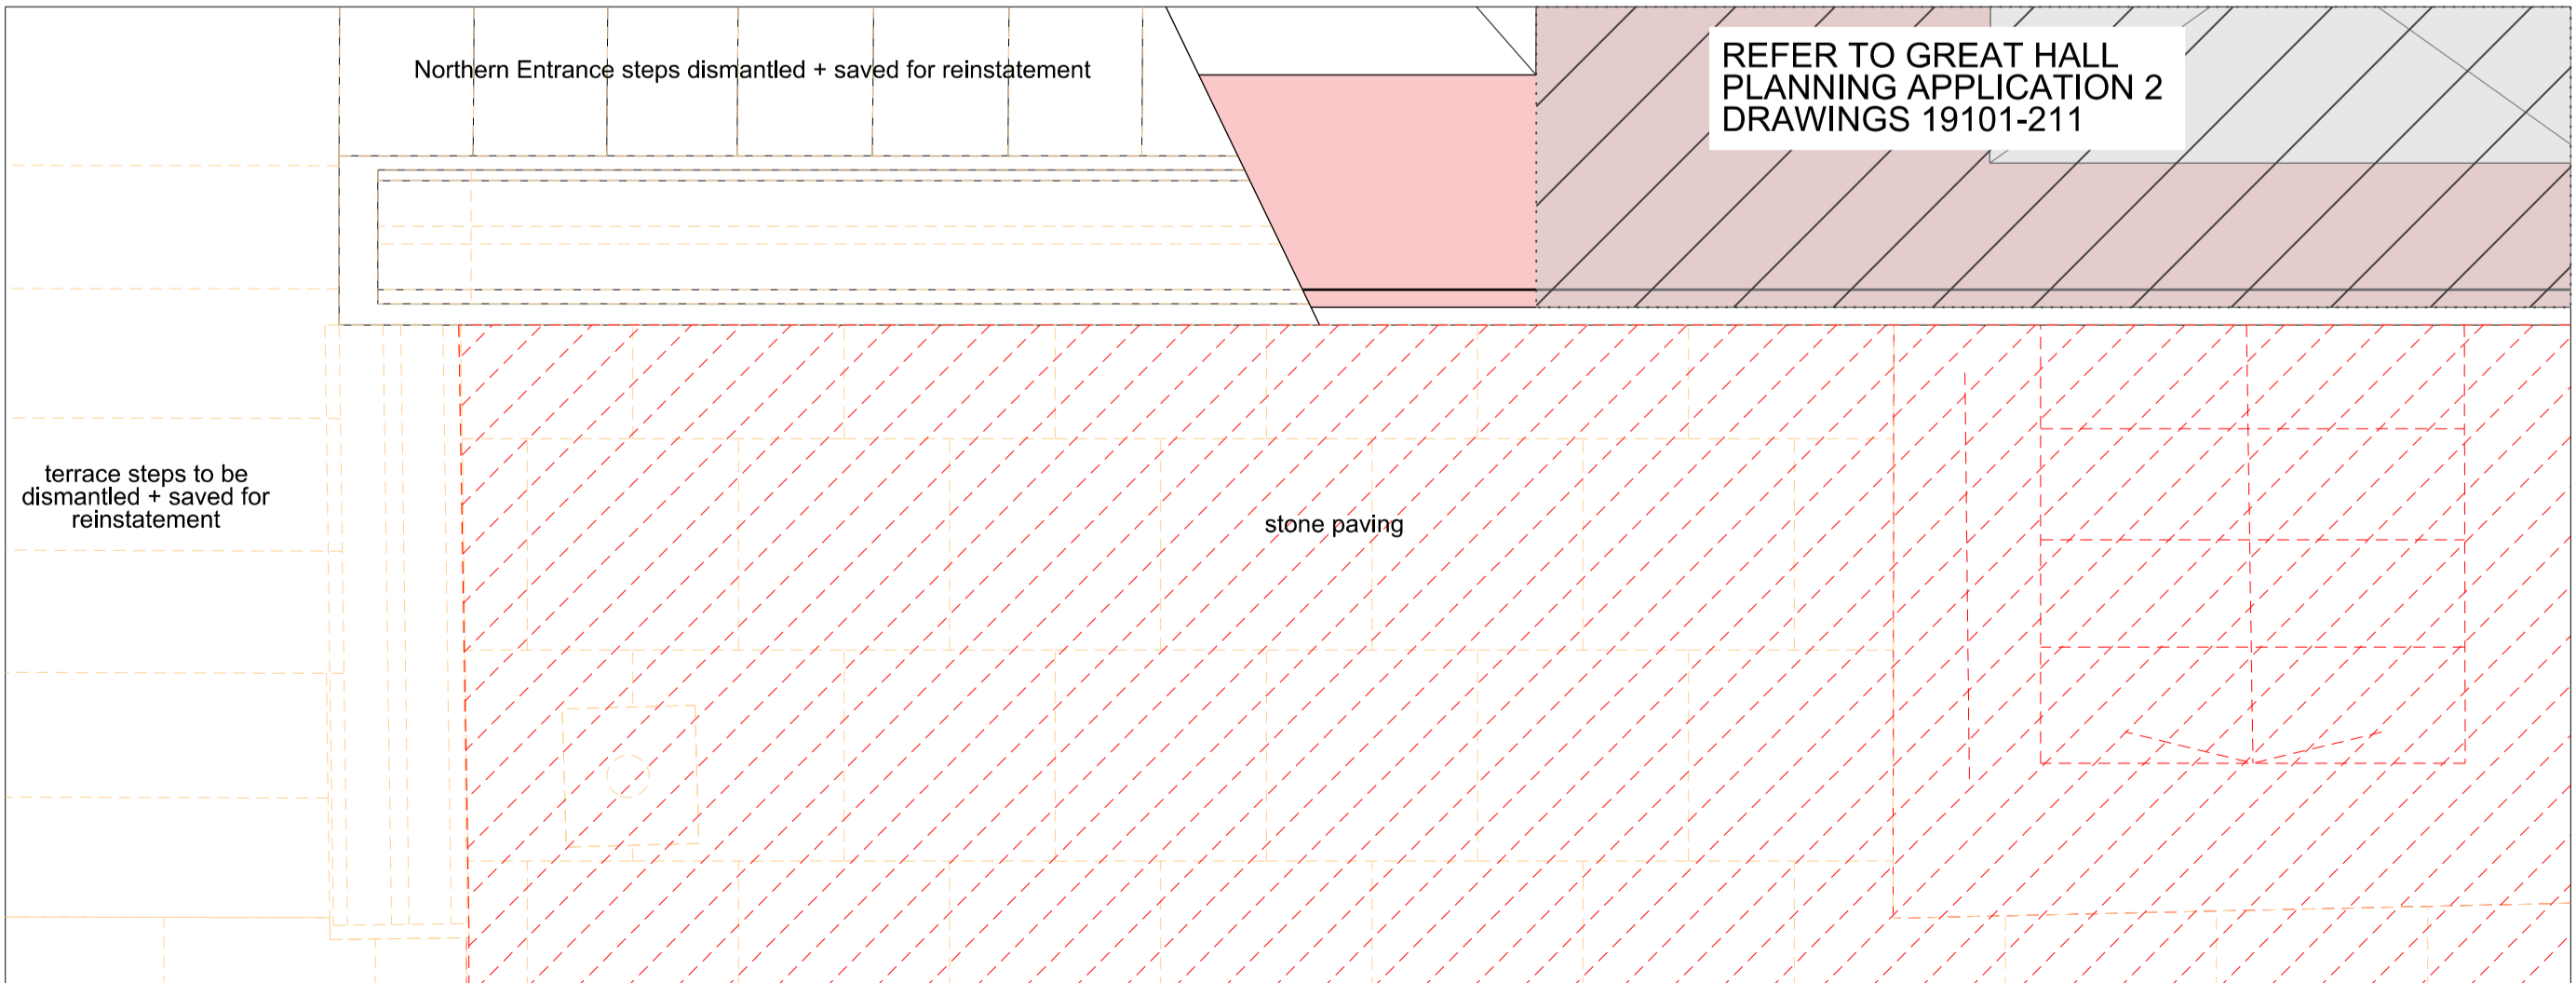 Northern Entrance steps dismantled + saved for reinstatement
REFER TO GREAT HALL
PLANNING APPLICATION 2
DRAWINGS 19101-211
terrace steps to be
dismantled + saved for
reinstatement
stone paving